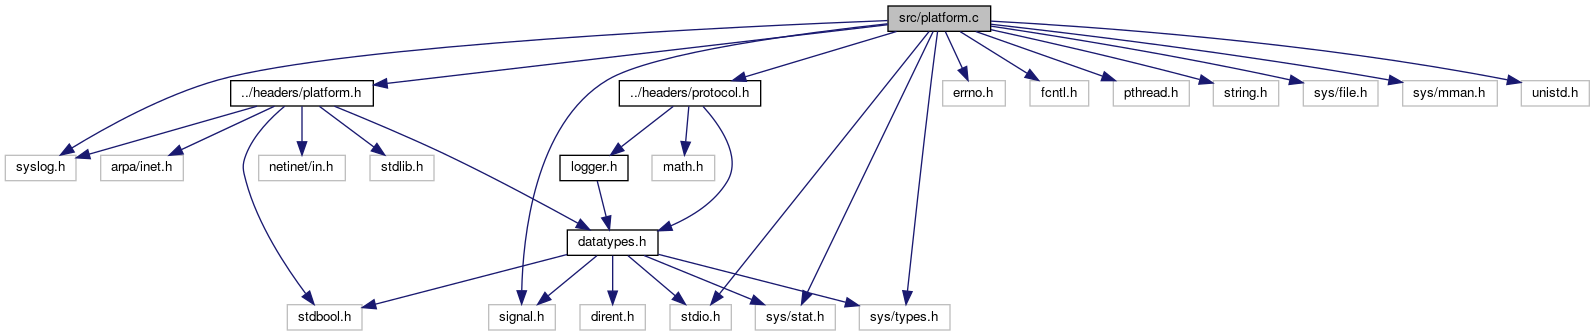 src/platform.c
../headers/platform.h
../headers/protocol.h
errno.h
fcntl.h
pthread.h
string.h
sys/file.h
sys/mman.h
unistd.h
syslog.h
arpa/inet.h
netinet/in.h
stdlib.h
logger.h
math.h
datatypes.h
stdbool.h
signal.h
dirent.h
stdio.h
sys/stat.h
sys/types.h